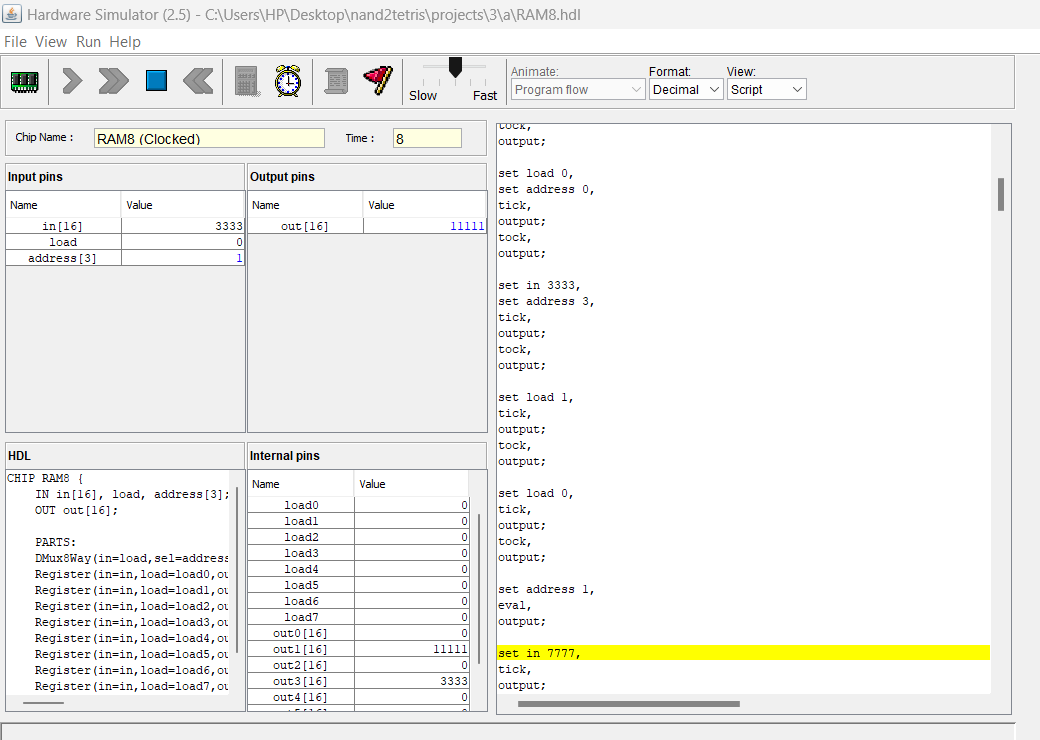 Hardware Simulator (2.5) - C:\Users\HP\Desktop\nand2tetris\projects\3\a\RAM8.hdl
File View Run Help
Slow Fast
Animate: Format: View:
Program flow Decimal Script
Chip Name : RAM8 (Clocked) Time : 8
Input pins
Name Value
in[16] 3333
load 0
address[3] 1
Output pins
Name Value
out[16] 11111
HDL
CHIP RAM8 {
IN in[16], load, address[3];
OUT out[16];
PARTS:
DMux8Way(in=load,sel=address
Register(in=in,load=load0,ou
Register(in=in,load=load1,ou
Register(in=in,load=load2,ou
Register(in=in,load=load3,ou
Register(in=in,load=load4,ou
Register(in=in,load=load5,ou
Register(in=in,load=load6,ou
Register(in=in,load=load7,ou
Internal pins
Name Value
load0 0
load1 0
load2 0
load3 0
load4 0
load5 0
load6 0
load7 0
out0[16] 0
out1[16] 11111
out2[16] 0
out3[16] 3333
out4[16] 0
tock,
output;
set load 0,
set address 0,
tick,
output;
tock,
output;
set in 3333,
set address 3,
tick,
output;
tock,
output;
set load 1,
tick,
output;
tock,
output;
set load 0,
tick,
output;
tock,
output;
set address 1,
eval,
output;
set in 7777,
tick,
output;